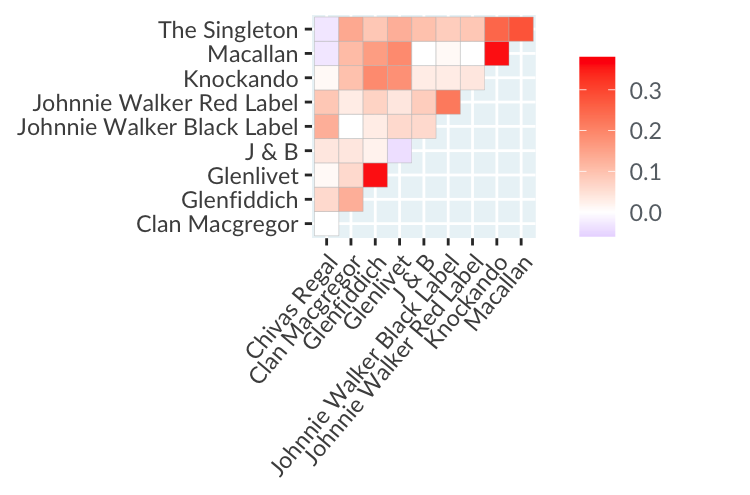 The Singleton
Macallan
Knockando
Johnnie Walker Red Label
Johnnie Walker Black Label
J & B
Glenlivet
Glenfiddich
Clan Macgregor
0.3
0.2
0.1
0.0
Chivas Regal
Clan Macgregor
Glenfiddich
Glenlivet
J & B
Johnnie Walker Black Label
Johnnie Walker Red Label
Knockando
Macallan